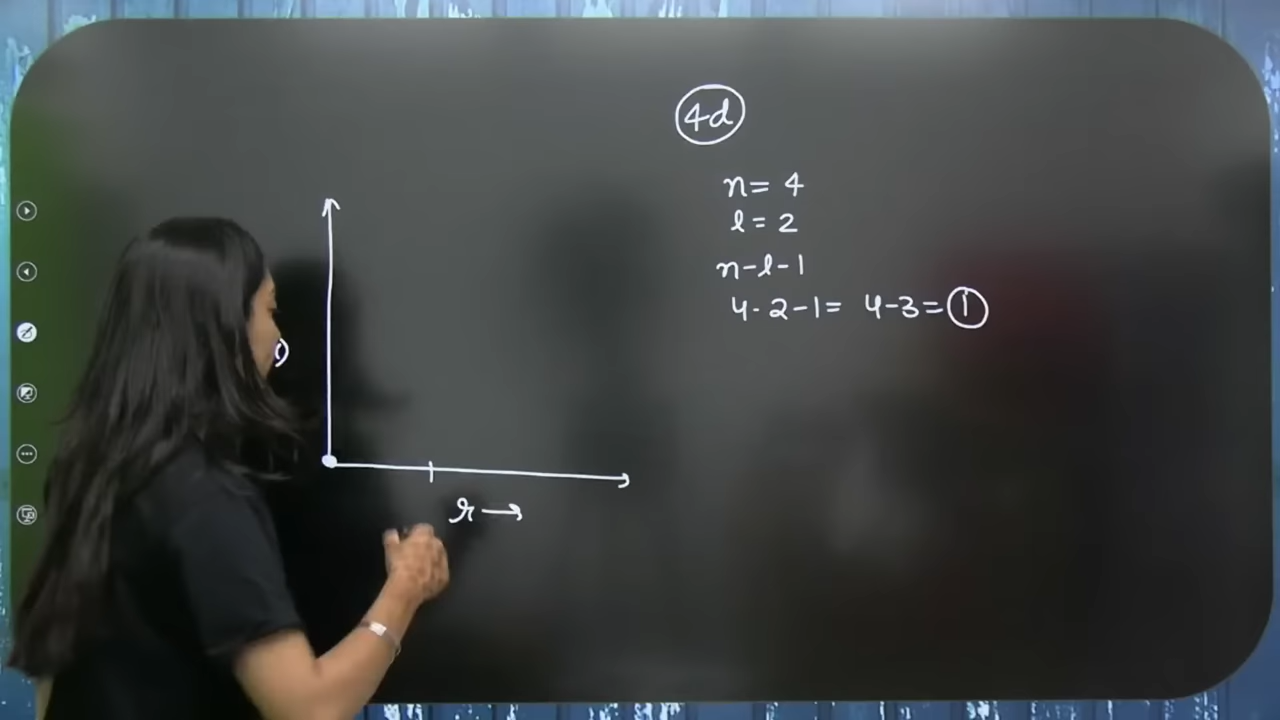 4d
n = 4
l = 2
n-l-1
4-2-1= 4-3= 1
r →